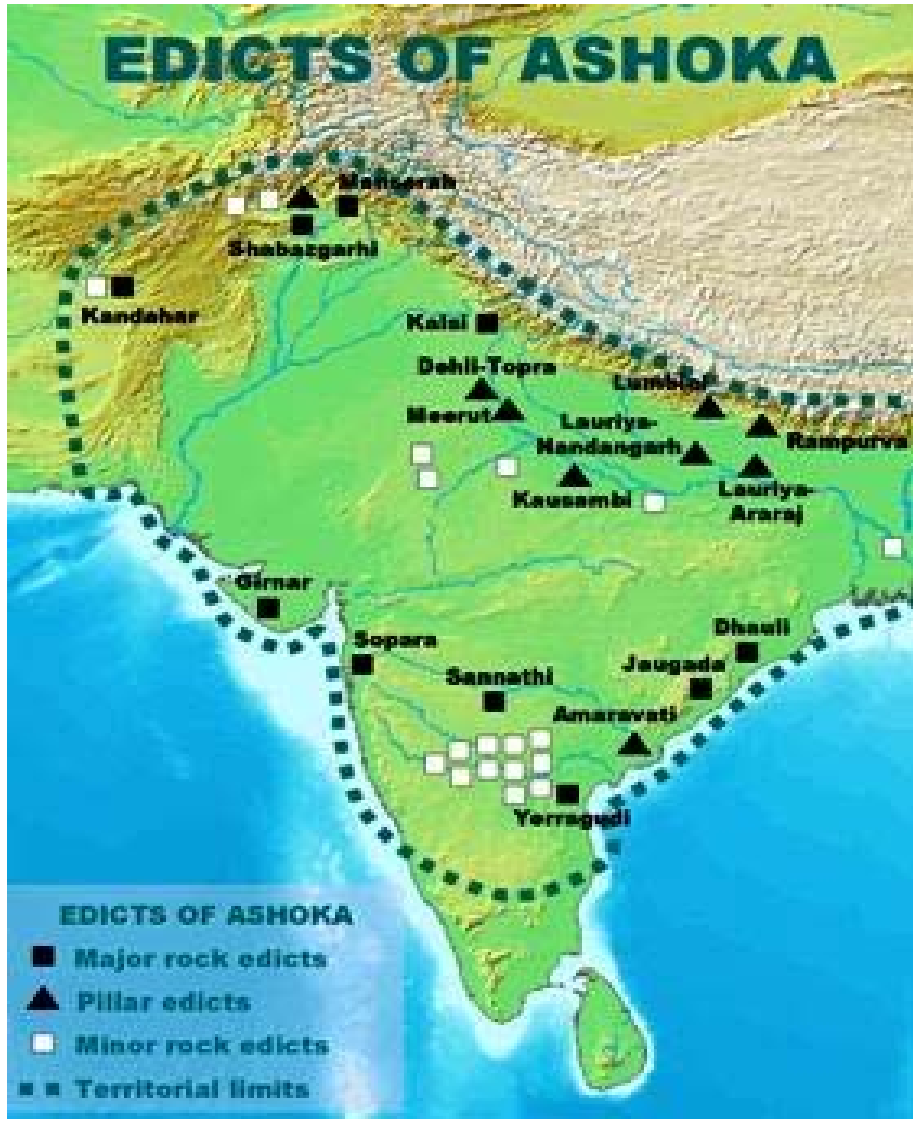 EDICTS OF ASHOKA
Mansarah
Shabazgarhi
Kandahar
Kalsi
Dehli-Topra
Lumbini
Meerut
Lauriya-
Nandangarh
Rampurva
Kausambi
Lauriya-
Araraj
Girnar
Sopara
Dhauli
Jaugada
Sannathi
Amaravati
Yerragudi
EDICTS OF ASHOKA
Major rock edicts
Pillar edicts
Minor rock edicts
Territorial limits